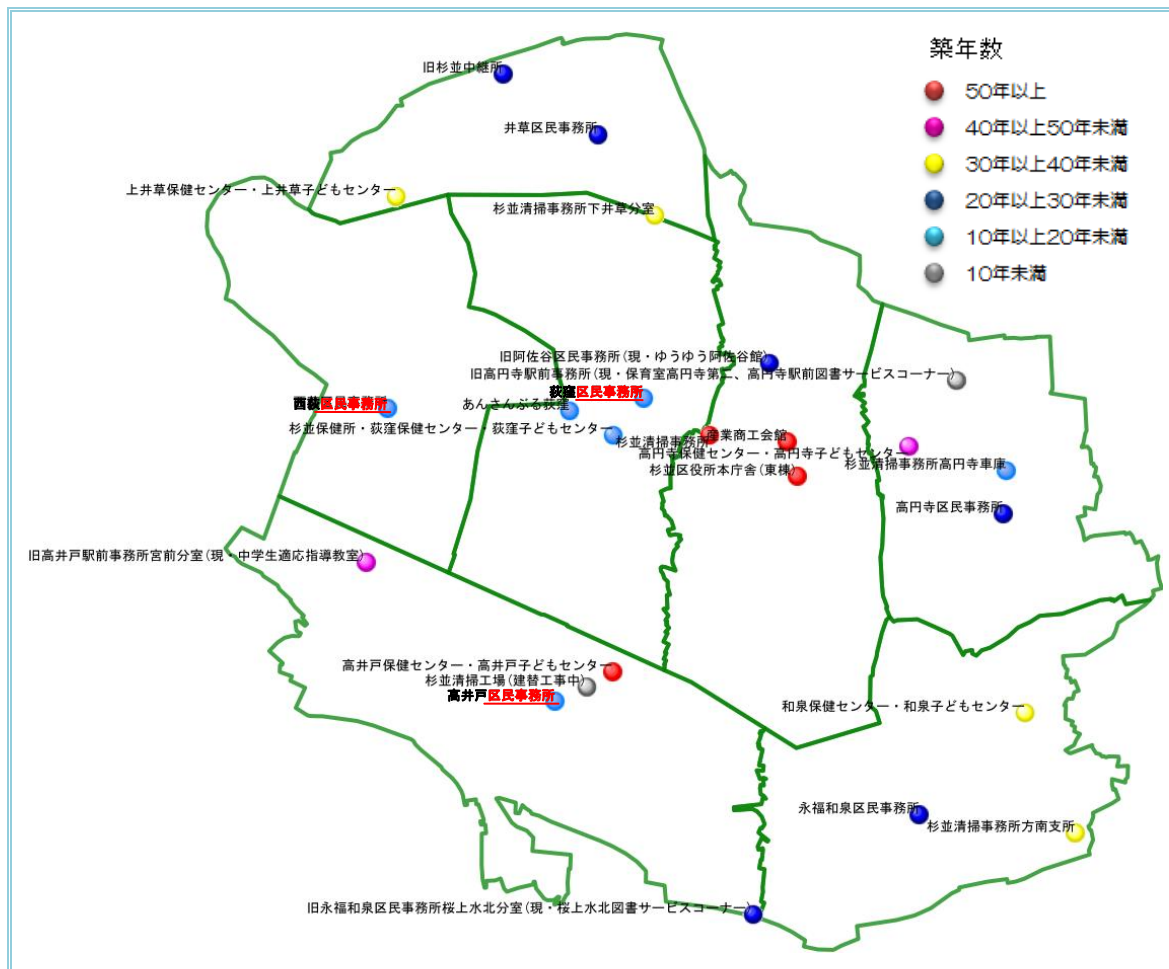 築年数
50年以上
40年以上50年未満
30年以上40年未満
20年以上30年未満
10年以上20年未満
10年未満
旧杉並中継所
井草区民事務所
上井草保健センター・上井草子どもセンター
杉並清掃事務所下井草分室
旧阿佐谷区民事務所(現・ゆうゆう阿佐谷館)
旧高円寺駅前事務所(現・保育室高円寺第二、高円寺駅前図書サービスコーナー)
荻窪区民事務所
西荻区民事務所
あんさんぶる荻窪
杉並保健所・荻窪保健センター・荻窪子どもセンター
杉並清掃事務所
産業商工会館
高円寺保健センター・高円寺子どもセンター
杉並清掃事務所高円寺車庫
杉並区役所本庁舎(東棟)
高円寺区民事務所
旧高井戸駅前事務所宮前分室(現・中学生適応指導教室)
高井戸保健センター・高井戸子どもセンター
杉並清掃工場(建替工事中)
高井戸区民事務所
和泉保健センター・和泉子どもセンター
永福和泉区民事務所
杉並清掃事務所方南支所
旧永福和泉区民事務所桜上水北分室(現・桜上水北図書サービスコーナー)